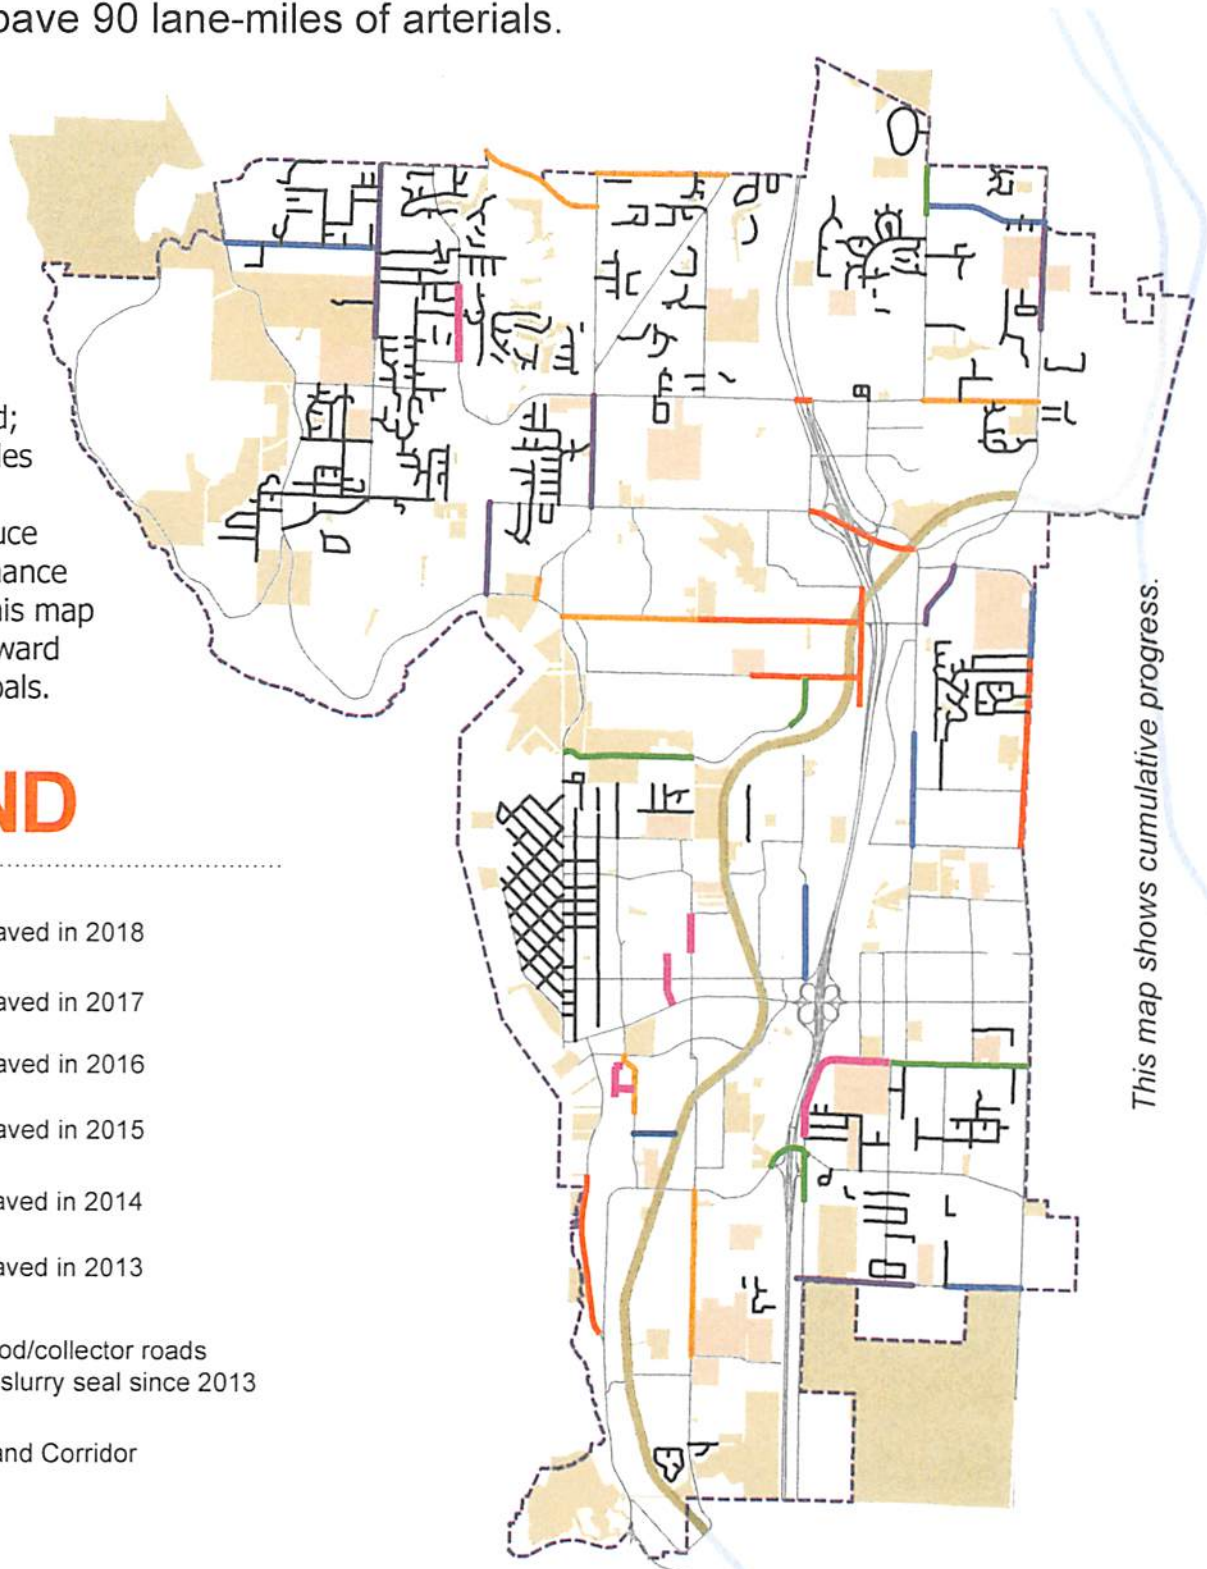 pave 90 lane-miles of arterials.
d;
les
uce
nance
his map
ward
oals.
ND
aved in 2018
aved in 2017
aved in 2016
aved in 2015
aved in 2014
aved in 2013
od/collector roads
slurry seal since 2013
and Corridor
This map shows cumulative progress.